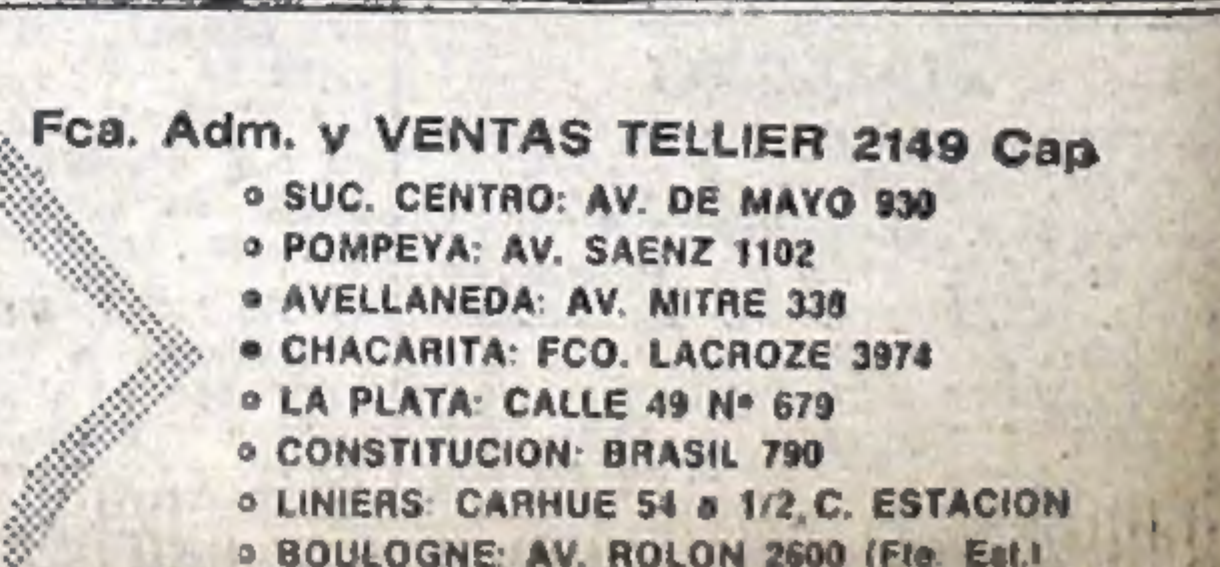 Fca. Adm. y VENTAS TELLIER 2149 Cap
SUC. CENTRO: AV. DE MAYO 930
POMPEYA: AV. SAENZ 1102
AVELLANEDA: AV. MITRE
CHACARITA: FCO. LACROZE 3974
LA PLATA: CALLE 49 Nº 679
CONSTITUCION: BRASIL 790
LINIERS: CARHUE 54 a 1/2 C. ESTACION
BOULOGNE: AV. ROLON 2600 (Fte. Est.)